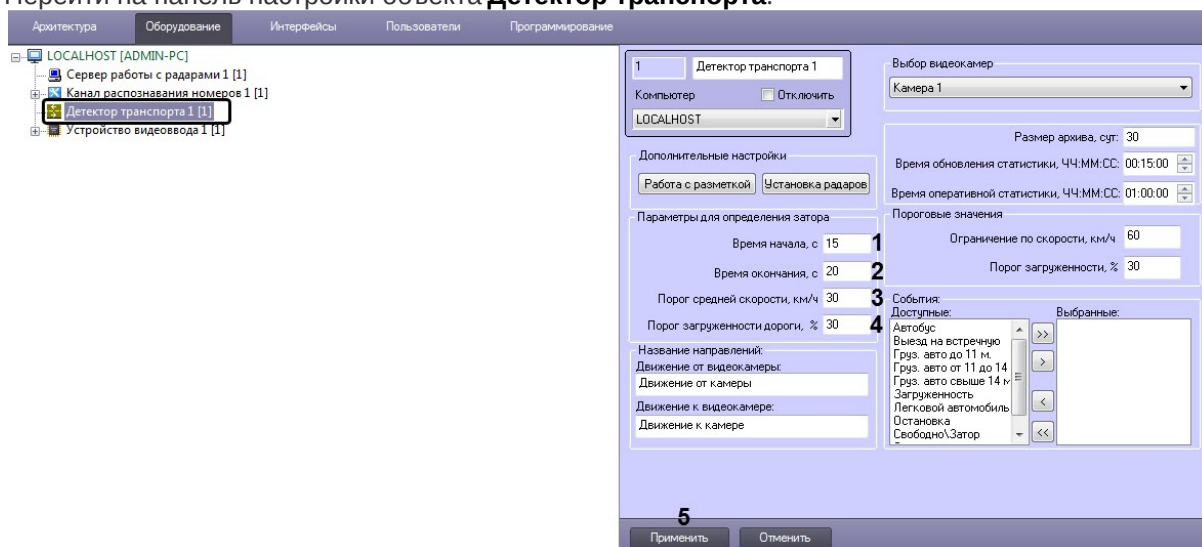 Перейти на панель настройки объекта Детектор транспорта.
Архитектура Оборудование Интерфейсы Пользователи Программирование
LOCALHOST [ADMIN-PC]
Сервер работы с радарами 1 [1]
Канал распознавания номеров 1 [1]
Детектор транспорта 1 [1]
Устройство видеоввода 1 [1]
1 Детектор транспорта 1
Компьютер Отключить
LOCALHOST
Дополнительные настройки
Работа с разметкой Установка радаров
Параметры для определения затора
Время начала, с 15 1
Время окончания, с 20 2
Порог средней скорости, км/ч 30 3
Порог загруженности дороги, % 30 4
Название направлений:
Движение от видеокамеры:
Движение от камеры
Движение к видеокамере:
Движение к камере
Выбор видеокамер
Камера 1
Размер архива, сут: 30
Время обновления статистики, ЧЧ:ММ:СС: 00:15:00
Время оперативной статистики, ЧЧ:ММ:СС: 01:00:00
Пороговые значения
Ограничение по скорости, км/ч 60
Порог загруженности, % 30
События:
Доступные: Выбранные:
Автобус
Выезд на встречную
Груз. авто до 11 м.
Груз. авто от 11 до 14
Груз. авто свыше 14 м
Загруженность
Легковой автомобиль
Остановка
Свободно\Затор
>>
>
<
<<
5
Применить Отменить